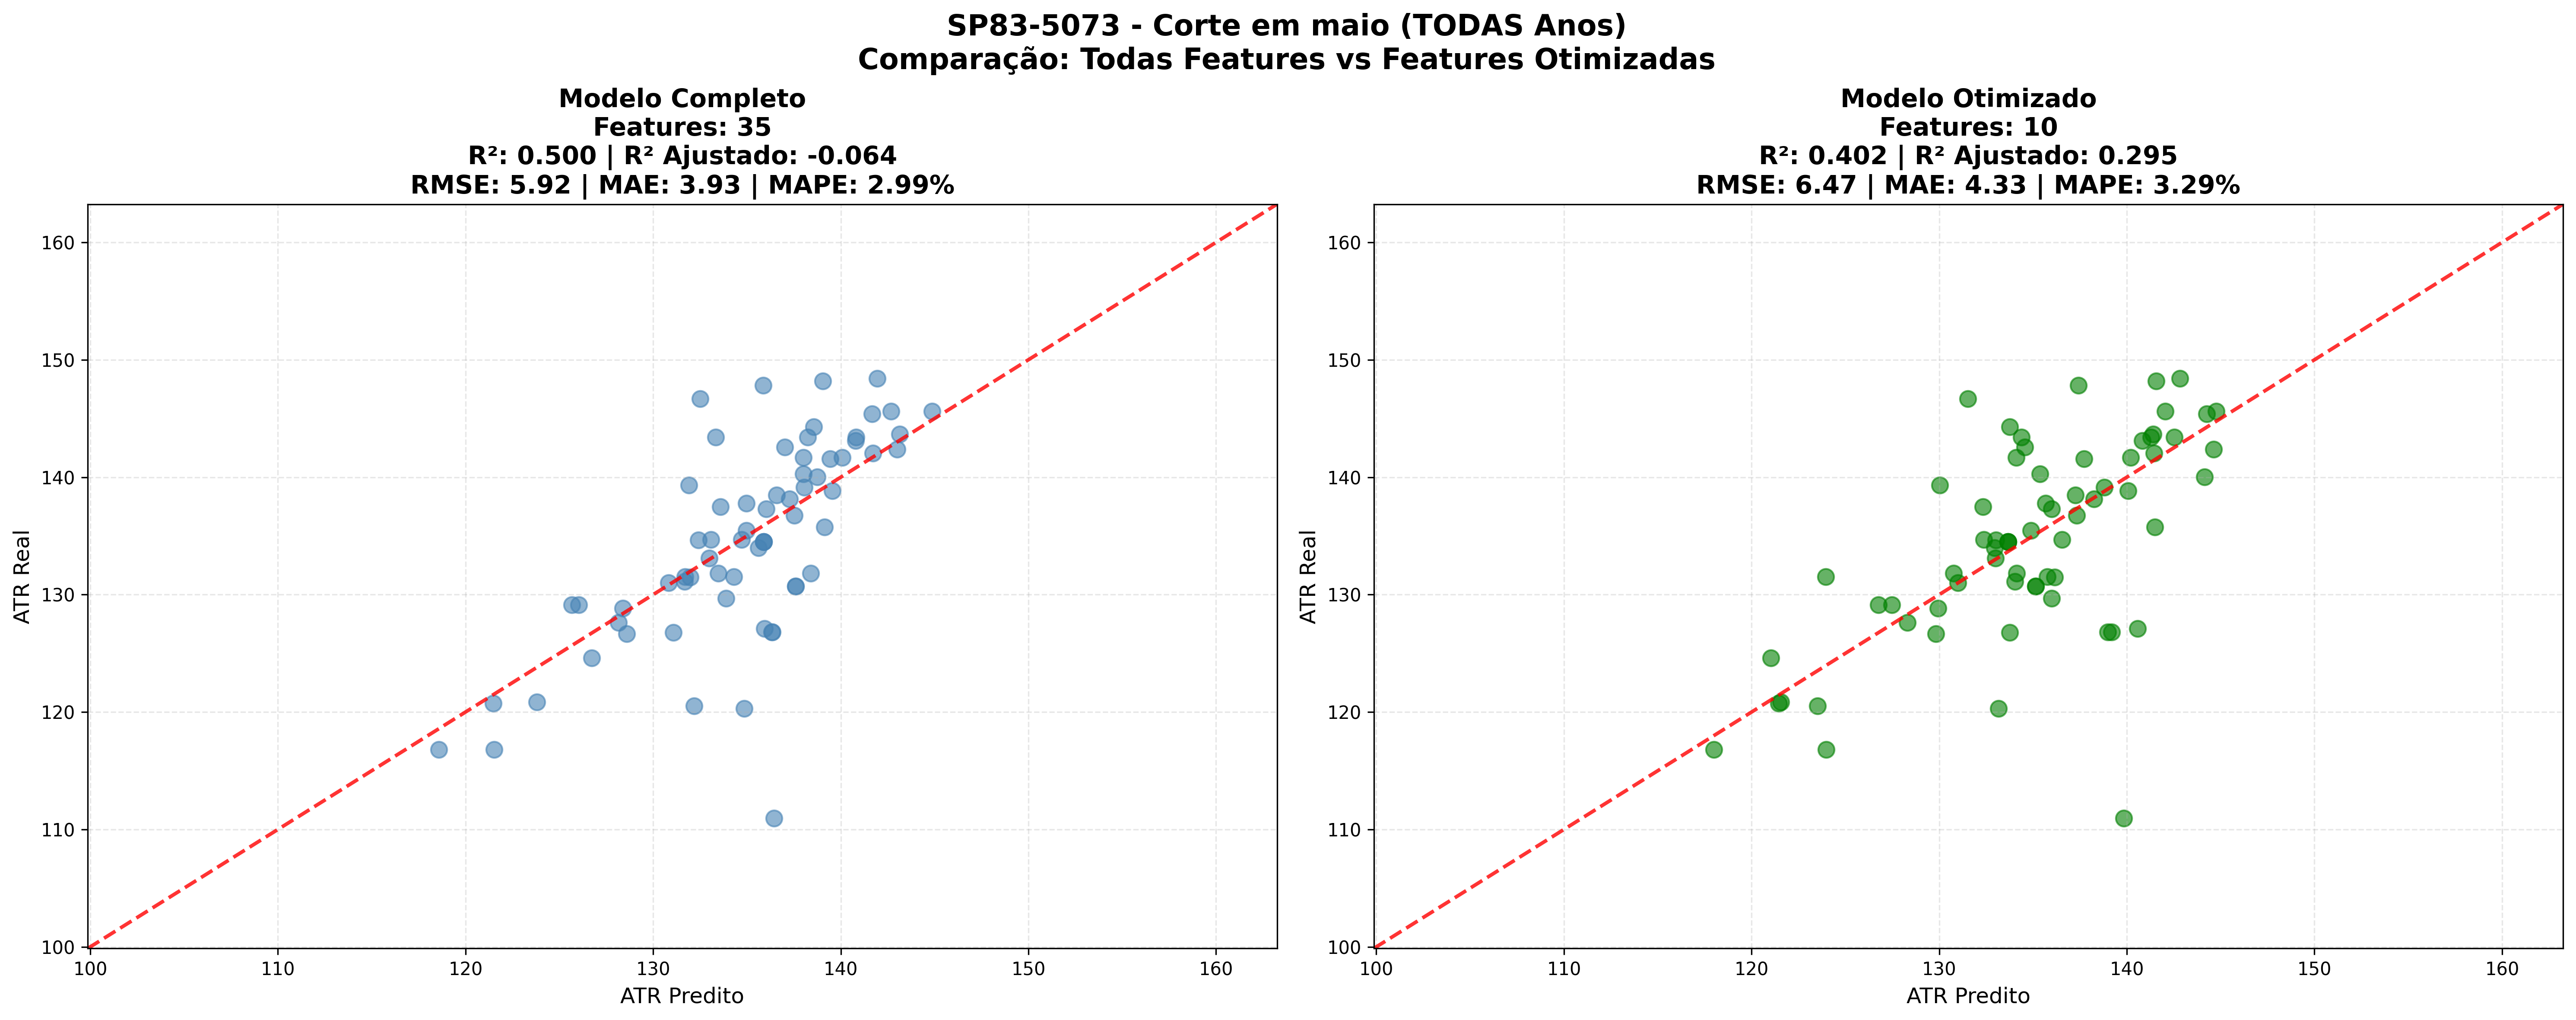 SP83-5073 - Corte em maio (TODAS Anos)
Comparação: Todas Features vs Features Otimizadas
Modelo Completo
Features: 35
R²: 0.500 | R² Ajustado: -0.064
RMSE: 5.92 | MAE: 3.93 | MAPE: 2.99%
160
150
140
130
120
110
100
ATR Real
100 110 120 130 140 150 160
ATR Predito
Modelo Otimizado
Features: 10
R²: 0.402 | R² Ajustado: 0.295
RMSE: 6.47 | MAE: 4.33 | MAPE: 3.29%
160
150
140
130
120
110
100
ATR Real
100 110 120 130 140 150 160
ATR Predito